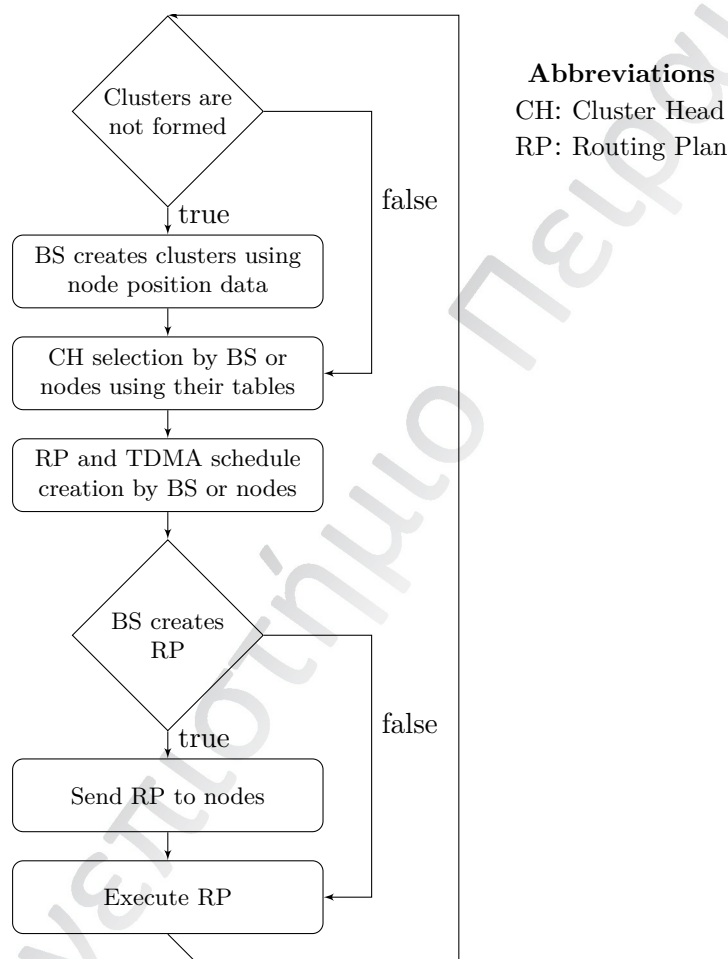 Clusters are
not formed
Abbreviations
CH: Cluster Head
RP: Routing Plan
false
true
BS creates clusters using
node position data
CH selection by BS or
nodes using their tables
RP and TDMA schedule
creation by BS or nodes
BS creates
RP
false
true
Send RP to nodes
Execute RP